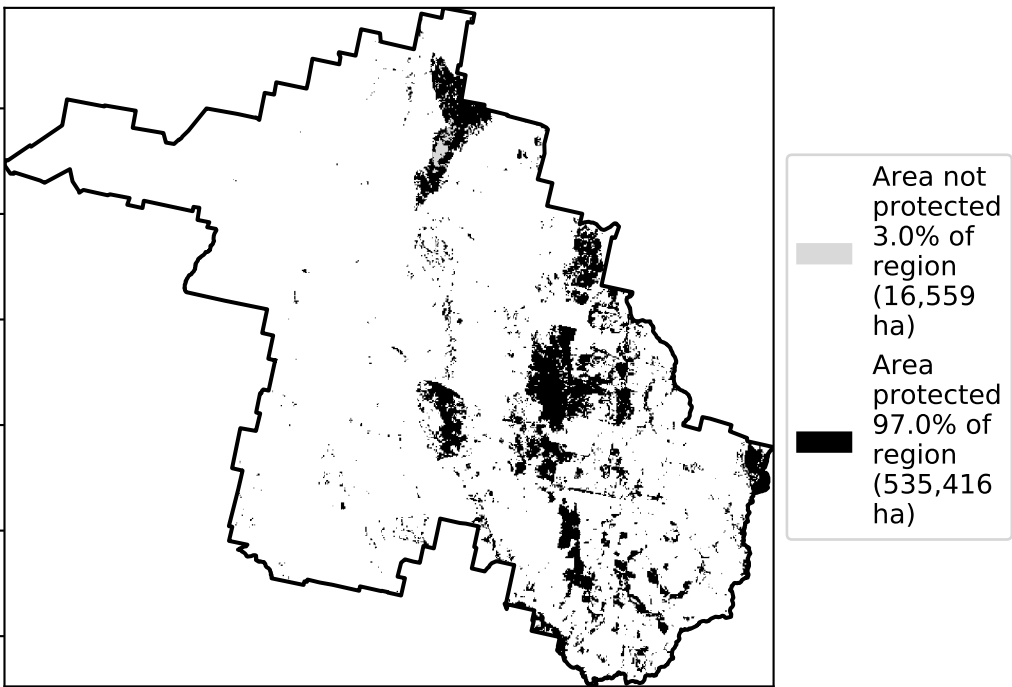 Area not
protected
3.0% of
region
(16,559
ha)
Area
protected
97.0% of
region
(535,416
ha)